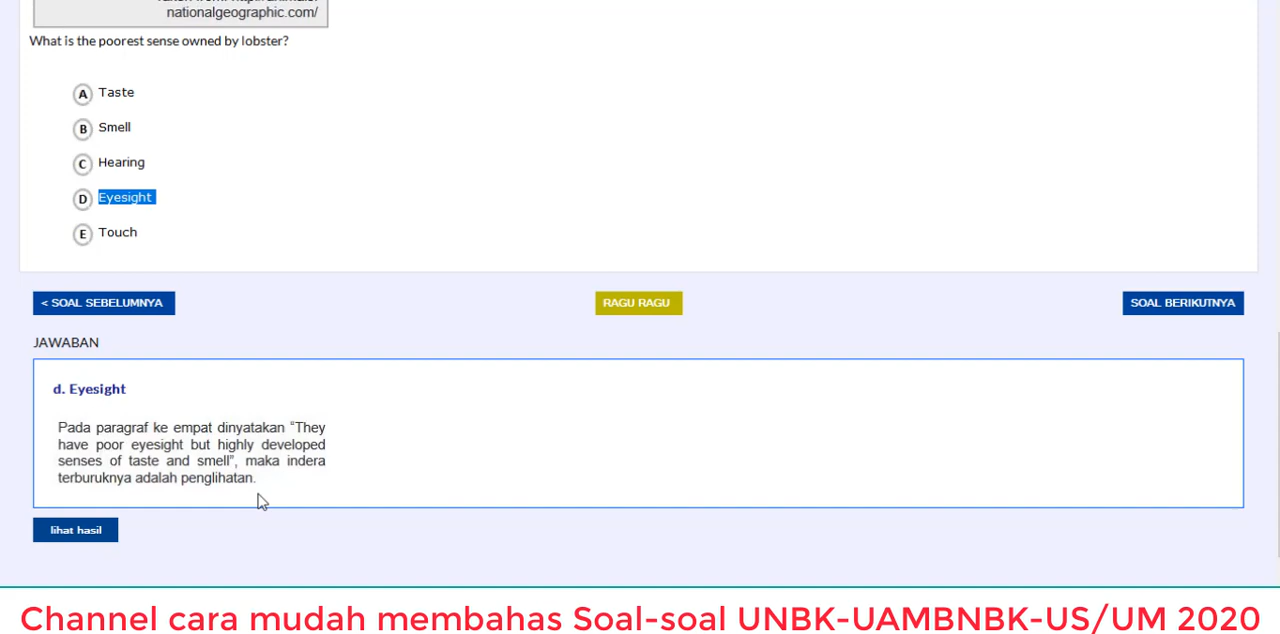 nationalgeographic.com/
What is the poorest sense owned by lobster?
A Taste
B Smell
C Hearing
D Eyesight
E Touch
< SOAL SEBELUMNYA
RAGU RAGU
SOAL BERIKUTNYA
JAWABAN
d. Eyesight
Pada paragraf ke empat dinyatakan “They
have poor eyesight but highly developed
senses of taste and smell”, maka indera
terburuknya adalah penglihatan.
lihat hasil
Channel cara mudah membahas Soal-soal UNBK-UAMBNBK-US/UM 2020